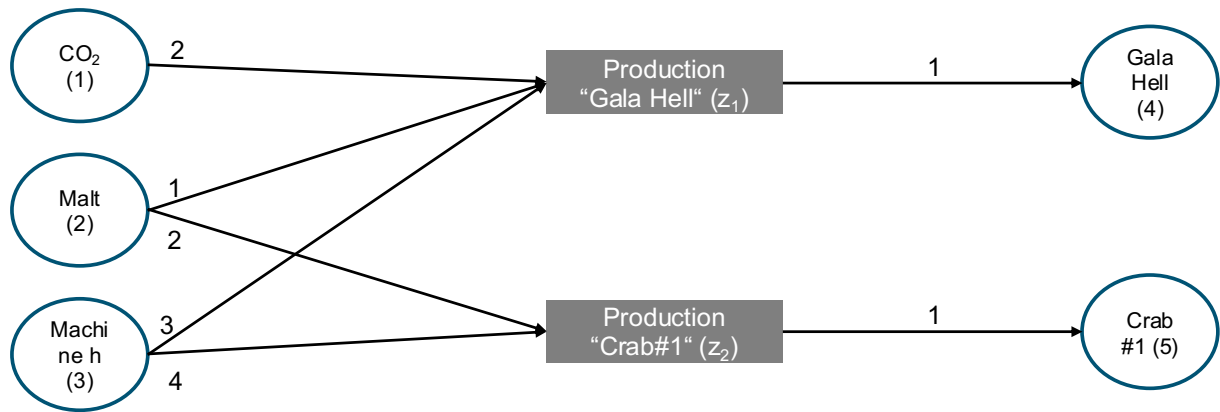 CO₂
(1)
2
Production
“Gala Hell“ (z₁)
1
Gala
Hell
(4)
Malt
(2)
1
2
Machi
ne h
(3)
3
4
Production
“Crab#1“ (z₂)
1
Crab
#1 (5)